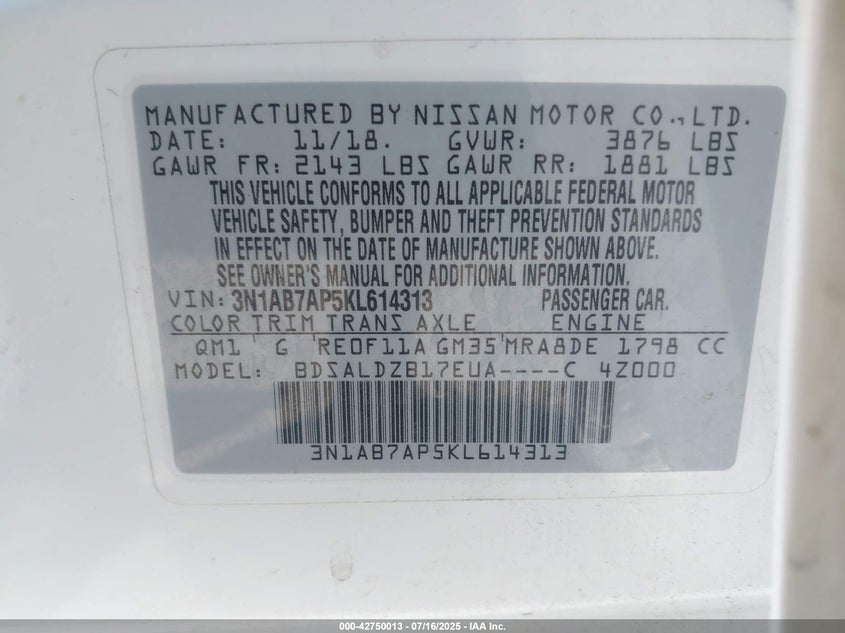 MANUFACTURED BY NISSAN MOTOR CO., LTD.
DATE: 11/18. GVWR: 3876 LBS
GAWR FR: 2143 LBS GAWR RR: 1881 LBS
THIS VEHICLE CONFORMS TO ALL APPLICABLE FEDERAL MOTOR
VEHICLE SAFETY, BUMPER AND THEFT PREVENTION STANDARDS
IN EFFECT ON THE DATE OF MANUFACTURE SHOWN ABOVE.
SEE OWNER'S MANUAL FOR ADDITIONAL INFORMATION.
VIN: 3N1AB7AP5KL614313 PASSENGER CAR.
COLOR TRIM TRANS AXLE ENGINE
QM1 G RE0F11A GM35 MRA8DE 1798 CC
MODEL: BDSALDZB17EUA----C 4Z000
3N1AB7AP5KL614313
000-42750013 - 07/16/2025 - IAA Inc.